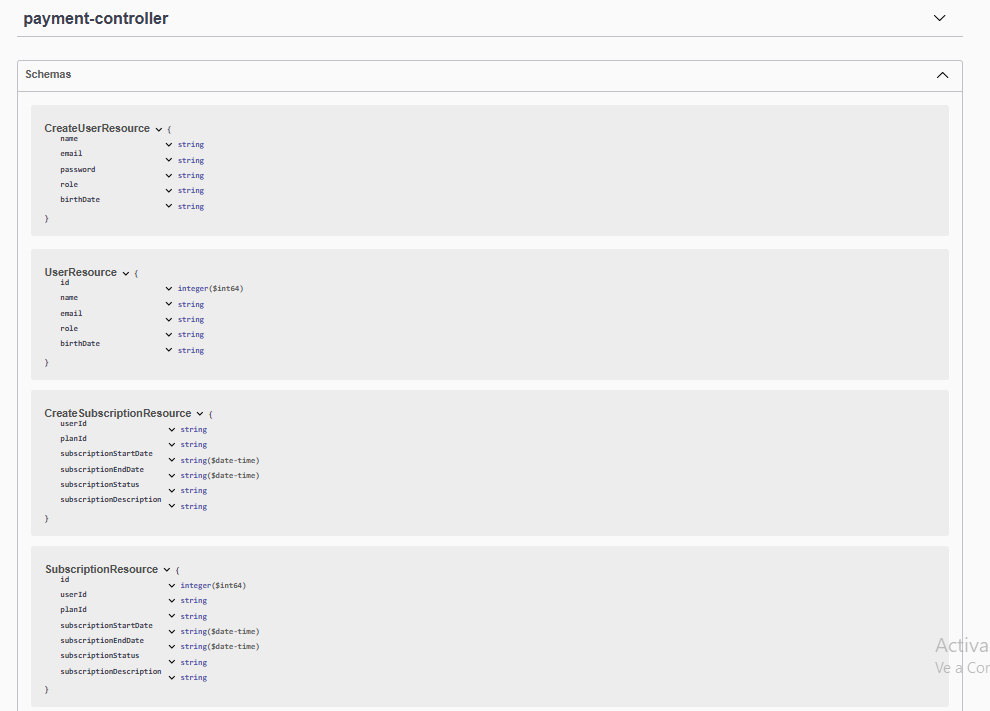 payment-controller
Schemas
CreateUserResource {
name string
email string
password string
role string
birthDate string
}
UserResource {
id integer($int64)
name string
email string
role string
birthDate string
}
CreateSubscriptionResource {
userId string
planId string
subscriptionStartDate string($date-time)
subscriptionEndDate string($date-time)
subscriptionStatus string
subscriptionDescription string
}
SubscriptionResource {
id integer($int64)
userId string
planId string
subscriptionStartDate string($date-time)
subscriptionEndDate string($date-time)
subscriptionStatus string
subscriptionDescription string
}
Activa
Ve a Con